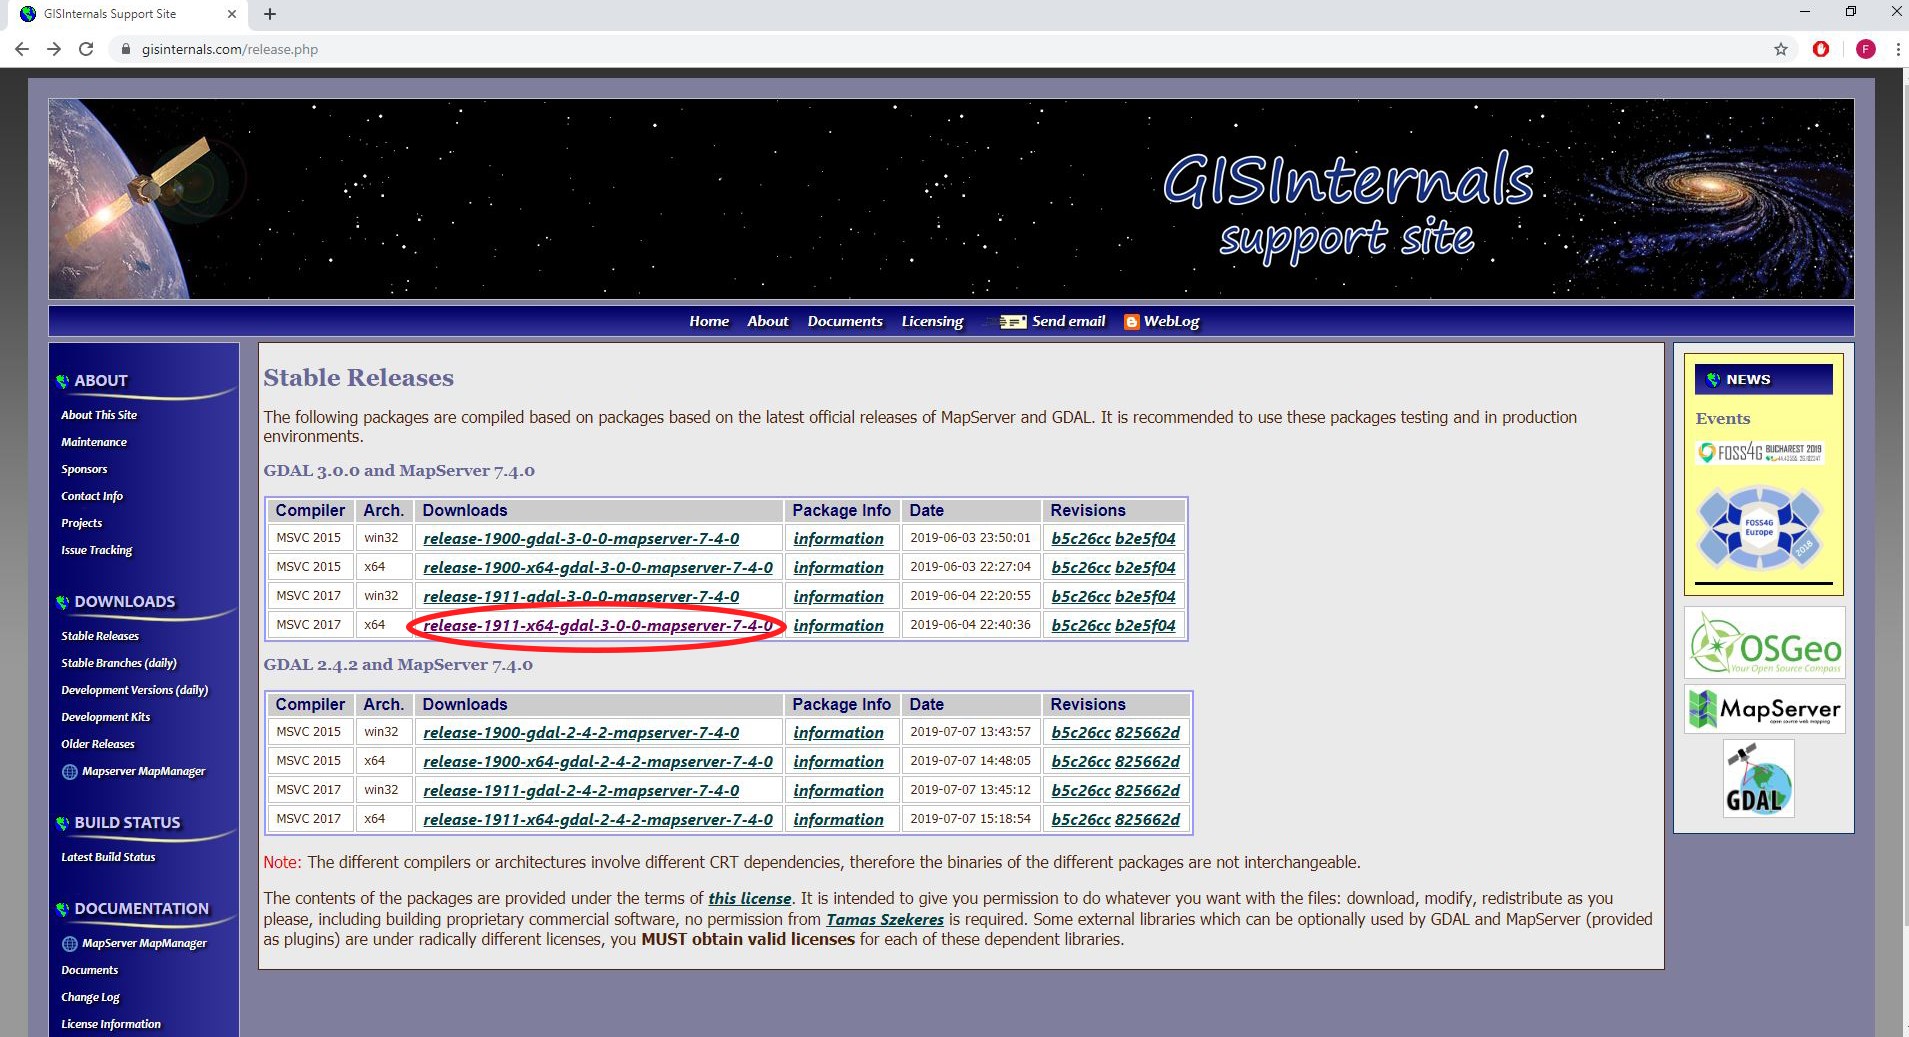 GISInternals Support Site
gisinternals.com/release.php
F
GISInternals
support site
Home About Documents Licensing Send email WebLog
ABOUT
About This Site
Maintenance
Sponsors
Contact Info
Projects
Issue Tracking
DOWNLOADS
Stable Releases
Stable Branches (daily)
Development Versions (daily)
Development Kits
Older Releases
Mapserver MapManager
BUILD STATUS
Latest Build Status
DOCUMENTATION
MapServer MapManager
Documents
Change Log
License Information
Stable Releases
The following packages are compiled based on packages based on the latest official releases of MapServer and GDAL. It is recommended to use these packages testing and in production
environments.
GDAL 3.0.0 and MapServer 7.4.0
Compiler Arch. Downloads Package Info Date Revisions
MSVC 2015 win32 release-1900-gdal-3-0-0-mapserver-7-4-0 information 2019-06-03 23:50:01 b5c26cc b2e5f04
MSVC 2015 x64 release-1900-x64-gdal-3-0-0-mapserver-7-4-0 information 2019-06-03 22:27:04 b5c26cc b2e5f04
MSVC 2017 win32 release-1911-gdal-3-0-0-mapserver-7-4-0 information 2019-06-04 22:20:55 b5c26cc b2e5f04
MSVC 2017 x64 release-1911-x64-gdal-3-0-0-mapserver-7-4-0 information 2019-06-04 22:40:36 b5c26cc b2e5f04
GDAL 2.4.2 and MapServer 7.4.0
Compiler Arch. Downloads Package Info Date Revisions
MSVC 2015 win32 release-1900-gdal-2-4-2-mapserver-7-4-0 information 2019-07-07 13:43:57 b5c26cc 825662d
MSVC 2015 x64 release-1900-x64-gdal-2-4-2-mapserver-7-4-0 information 2019-07-07 14:48:05 b5c26cc 825662d
MSVC 2017 win32 release-1911-gdal-2-4-2-mapserver-7-4-0 information 2019-07-07 13:45:12 b5c26cc 825662d
MSVC 2017 x64 release-1911-x64-gdal-2-4-2-mapserver-7-4-0 information 2019-07-07 15:18:54 b5c26cc 825662d
Note: The different compilers or architectures involve different CRT dependencies, therefore the binaries of the different packages are not interchangeable.
The contents of the packages are provided under the terms of this license. It is intended to give you permission to do whatever you want with the files: download, modify, redistribute as you
please, including building proprietary commercial software, no permission from Tamas Szekeres is required. Some external libraries which can be optionally used by GDAL and MapServer (provided
as plugins) are under radically different licenses, you MUST obtain valid licenses for each of these dependent libraries.
NEWS
Events
FOSS4G BUCHAREST 2019
FOSS4G
Europe
2018
OSGeo
Your Open Source Compass
MapServer
open source web mapping
GDAL